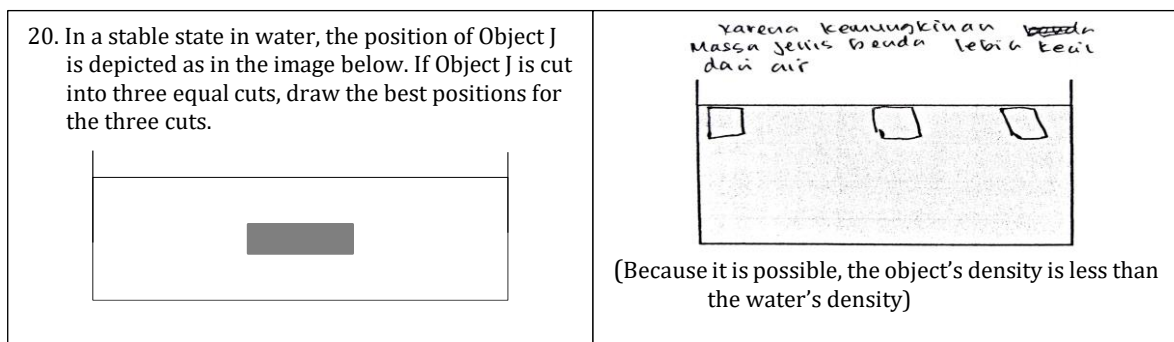 20. In a stable state in water, the position of Object J
is depicted as in the image below. If Object J is cut
into three equal cuts, draw the best positions for
the three cuts.
karena kemungkinan
Massa jenis benda lebih kecil
dari air
(Because it is possible, the object's density is less than
the water's density)